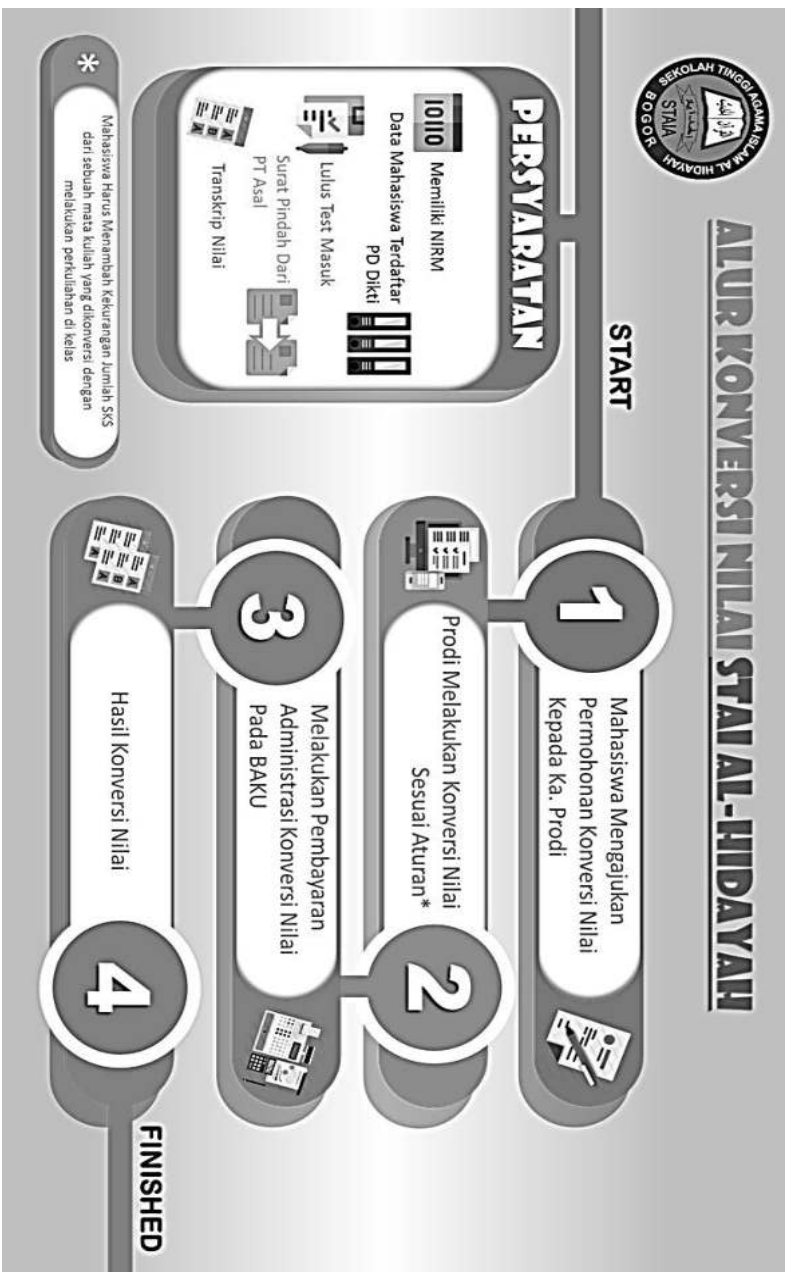 SEKOLAH TINGGI AGAMA ISLAM AL HIDAYAH
BOGOR
STAIA
ALUR KONVERSI NILAI STAI AL-HIDAYAH
START
PERSYARATAN
10110
Memiliki NIRM
Data Mahasiswa Terdaftar
PD Dikti
Lulus Test Masuk
Surat Pindah Dari
PT Asal
Transkrip Nilai
A
B
A
*
Mahasiswa Harus Menambah Kekurangan Jumlah SKS
dari sebuah mata kuliah yang dikonversi dengan
melakukan perkuliahan di kelas
1
Mahasiswa Mengajukan
Permohonan Konversi Nilai
Kepada Ka. Prodi
Prodi Melakukan Konversi Nilai
Sesuai Aturan*
2
3
Melakukan Pembayaran
Administrasi Konversi Nilai
Pada BAKU
Hasil Konversi Nilai
4
FINISHED